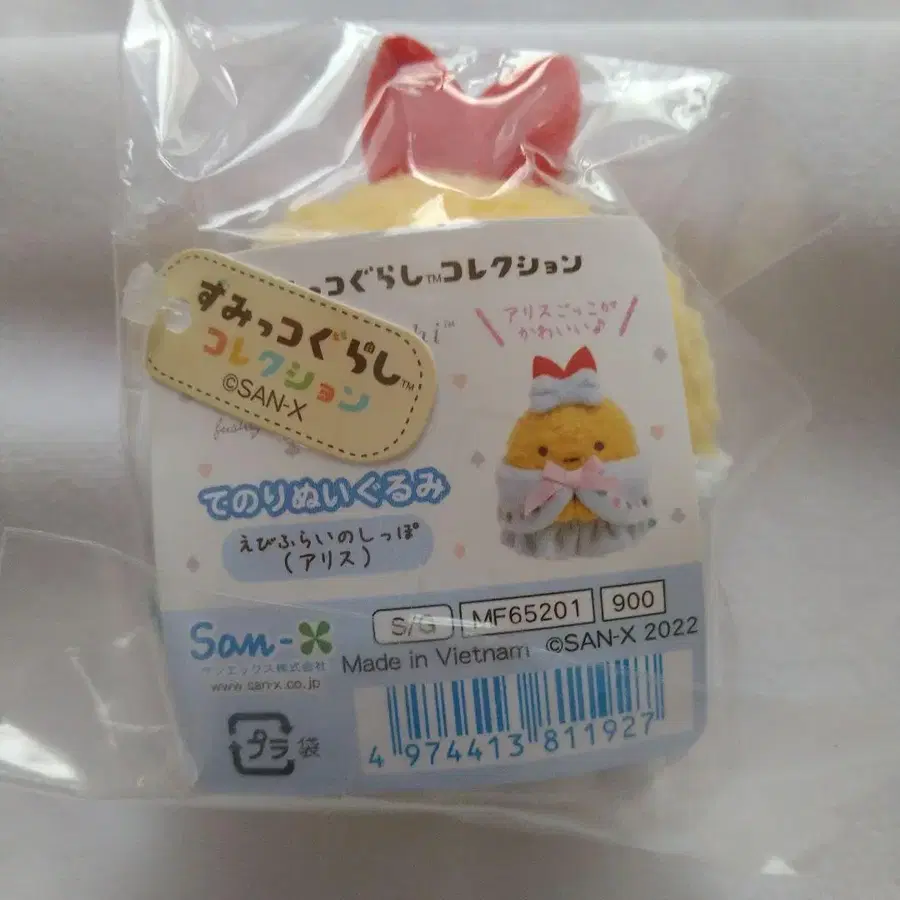 っコぐらし™コレクション
すみっコぐらし™
コレクション
©SAN-X
アリスごっこが
かわいい♪
てのりぬいぐるみ
えびふらいのしっぽ
(アリス)
S/G MF65201 900
San-X
サンエックス株式会社
www.san-x.co.jp
©SAN-X 2022
Made in Vietnam
プラ 袋
4 974413 811927